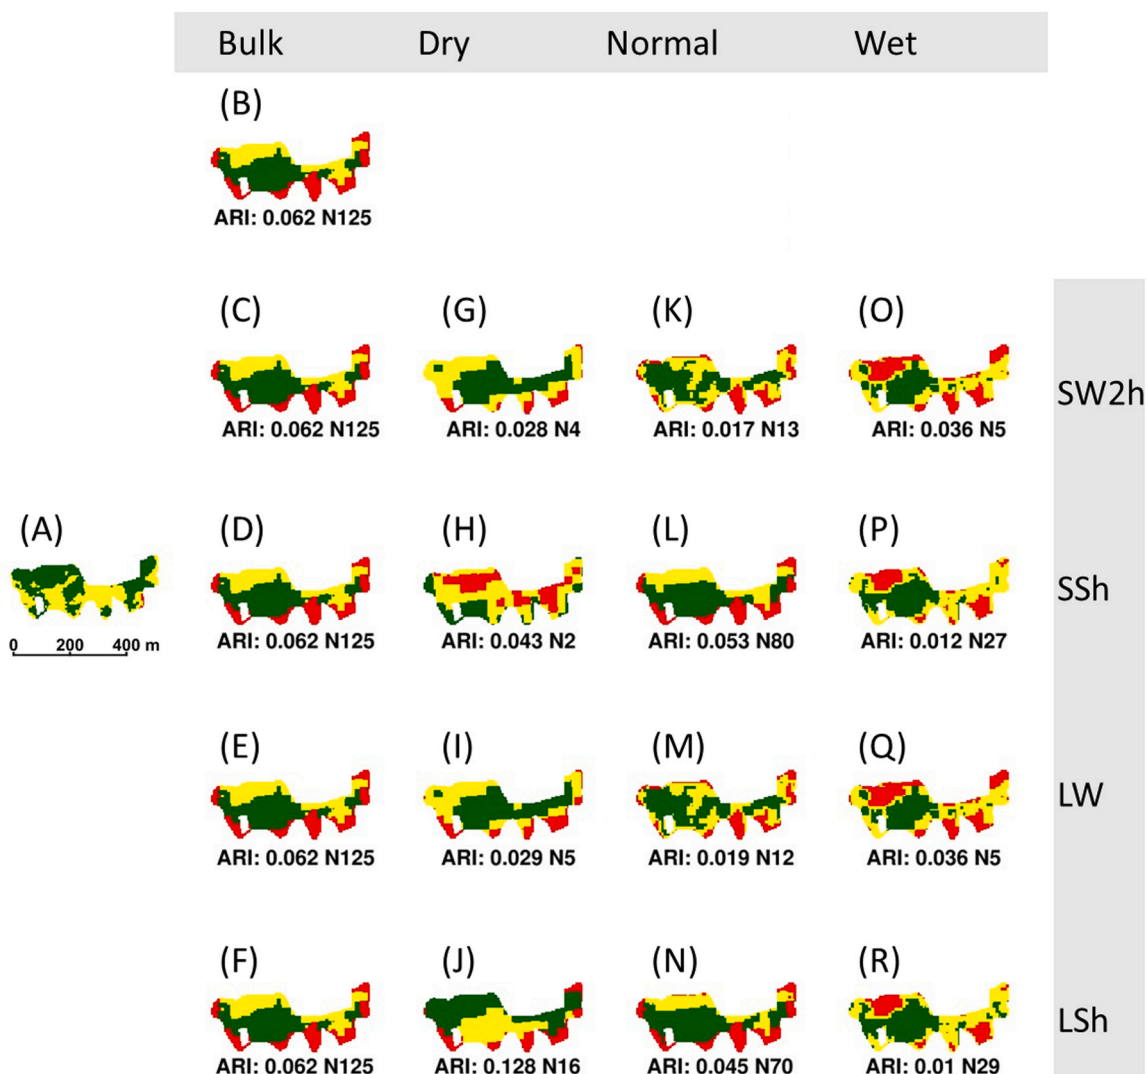 Bulk Dry Normal Wet
(B)
ARI: 0.062 N125
(C) (G) (K) (O)
SW2h
ARI: 0.062 N125 ARI: 0.028 N4 ARI: 0.017 N13 ARI: 0.036 N5
(A) (D) (H) (L) (P)
SSh
ARI: 0.062 N125 ARI: 0.043 N2 ARI: 0.053 N80 ARI: 0.012 N27
0 200 400 m
(E) (I) (M) (Q)
LW
ARI: 0.062 N125 ARI: 0.029 N5 ARI: 0.019 N12 ARI: 0.036 N5
(F) (J) (N) (R)
LSh
ARI: 0.062 N125 ARI: 0.128 N16 ARI: 0.045 N70 ARI: 0.01 N29